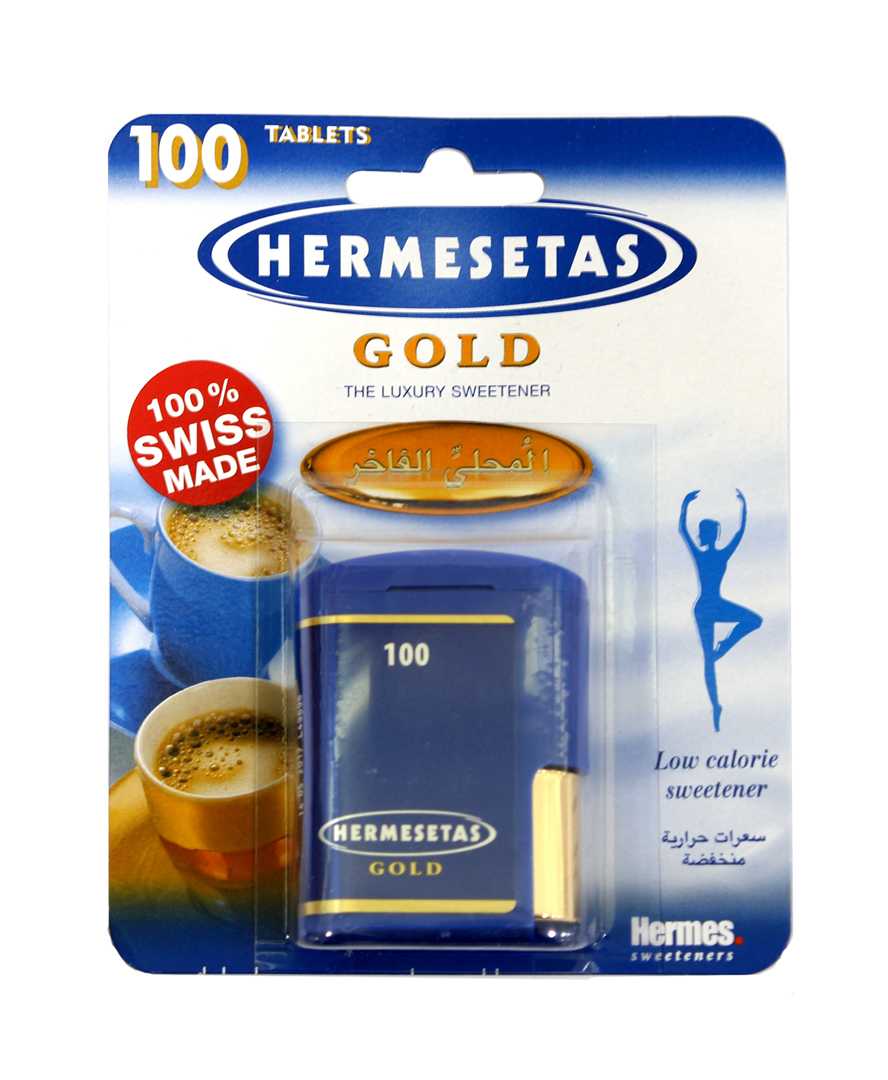 100 TABLETS
HERMESETAS
GOLD
THE LUXURY SWEETENER
100%
SWISS
MADE
المحليّ الفاخر
100
HERMESETAS
GOLD
Low calorie
sweetener
سعرات حرارية
منخفضة
Hermes.
sweeteners